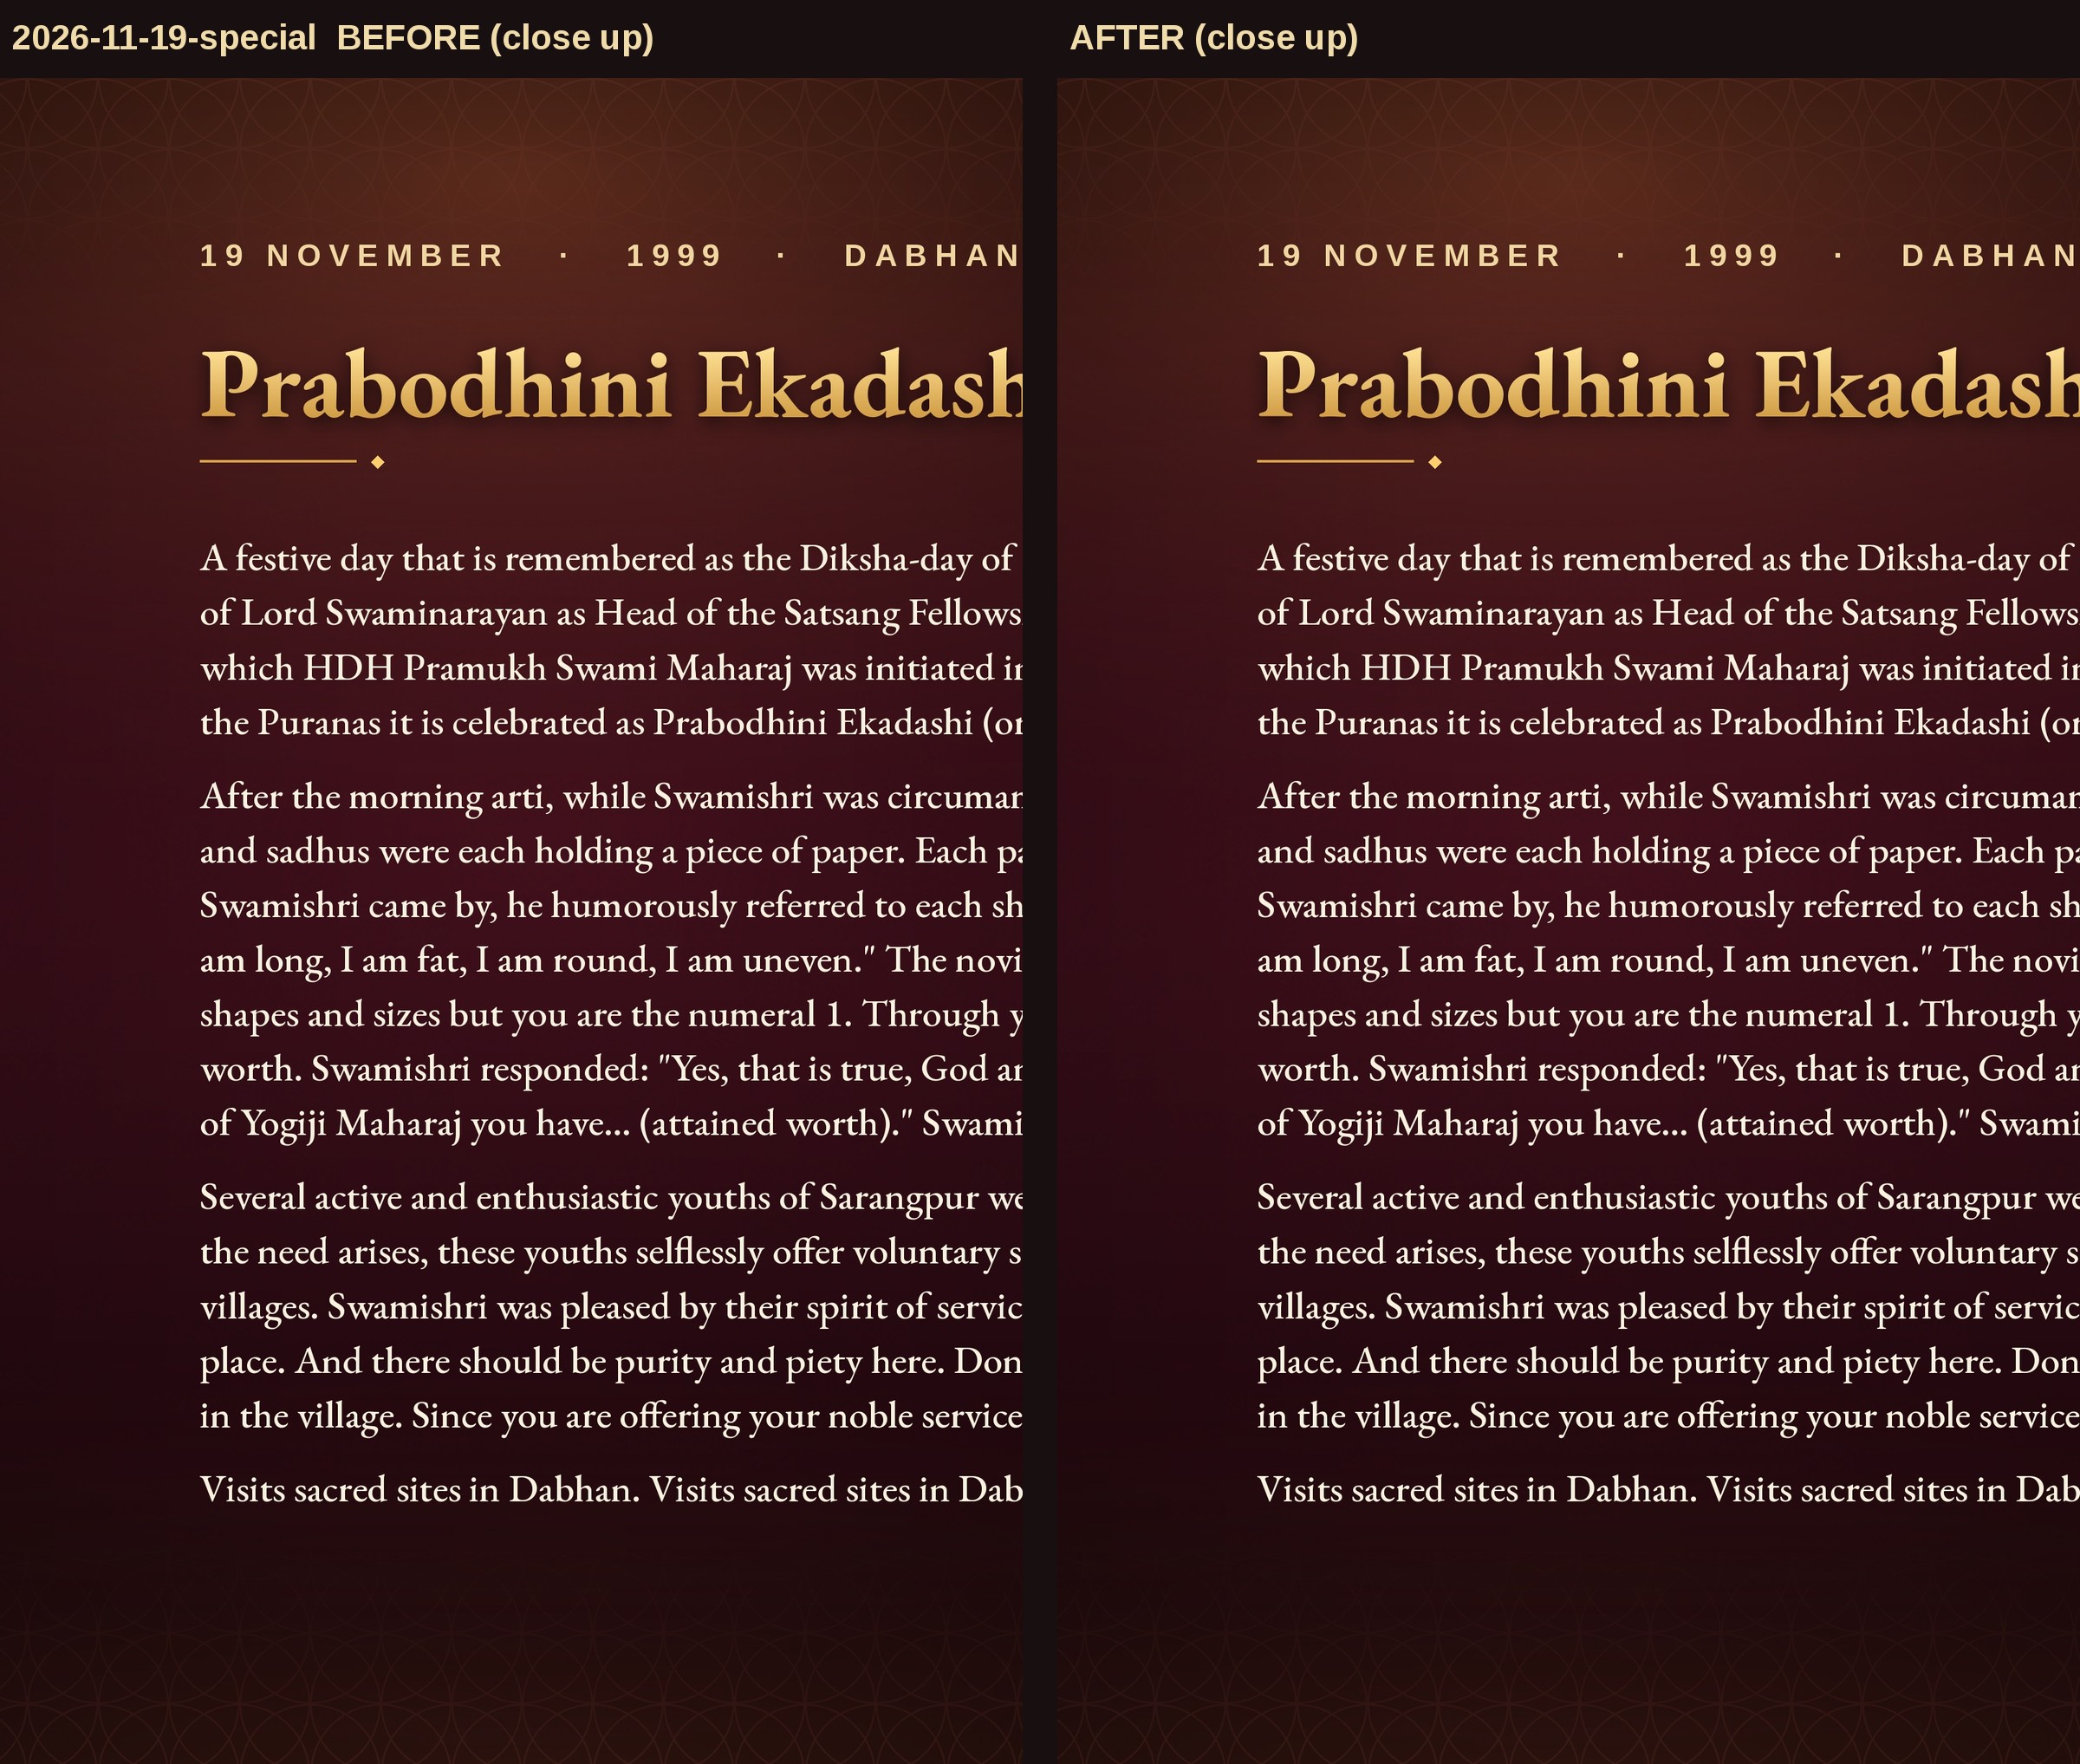 2026-11-19-special BEFORE (close up)
19 NOVEMBER · 1999 · DABHAN
Prabodhini Ekadash
A festive day that is remembered as the Diksha-day of
of Lord Swaminarayan as Head of the Satsang Fellows
which HDH Pramukh Swami Maharaj was initiated in
the Puranas it is celebrated as Prabodhini Ekadashi (or
After the morning arti, while Swamishri was circuman
and sadhus were each holding a piece of paper. Each pa
Swamishri came by, he humorously referred to each sh
am long, I am fat, I am round, I am uneven." The novi
shapes and sizes but you are the numeral 1. Through y
worth. Swamishri responded: "Yes, that is true, God an
of Yogiji Maharaj you have... (attained worth)." Swami
Several active and enthusiastic youths of Sarangpur we
the need arises, these youths selflessly offer voluntary s
villages. Swamishri was pleased by their spirit of servic
place. And there should be purity and piety here. Don
in the village. Since you are offering your noble service
Visits sacred sites in Dabhan. Visits sacred sites in Dab
AFTER (close up)
19 NOVEMBER · 1999 · DABHAN
Prabodhini Ekadash
A festive day that is remembered as the Diksha-day of
of Lord Swaminarayan as Head of the Satsang Fellows
which HDH Pramukh Swami Maharaj was initiated in
the Puranas it is celebrated as Prabodhini Ekadashi (or
After the morning arti, while Swamishri was circuman
and sadhus were each holding a piece of paper. Each pa
Swamishri came by, he humorously referred to each sh
am long, I am fat, I am round, I am uneven." The novi
shapes and sizes but you are the numeral 1. Through y
worth. Swamishri responded: "Yes, that is true, God an
of Yogiji Maharaj you have... (attained worth)." Swami
Several active and enthusiastic youths of Sarangpur we
the need arises, these youths selflessly offer voluntary s
villages. Swamishri was pleased by their spirit of servic
place. And there should be purity and piety here. Don
in the village. Since you are offering your noble service
Visits sacred sites in Dabhan. Visits sacred sites in Dab